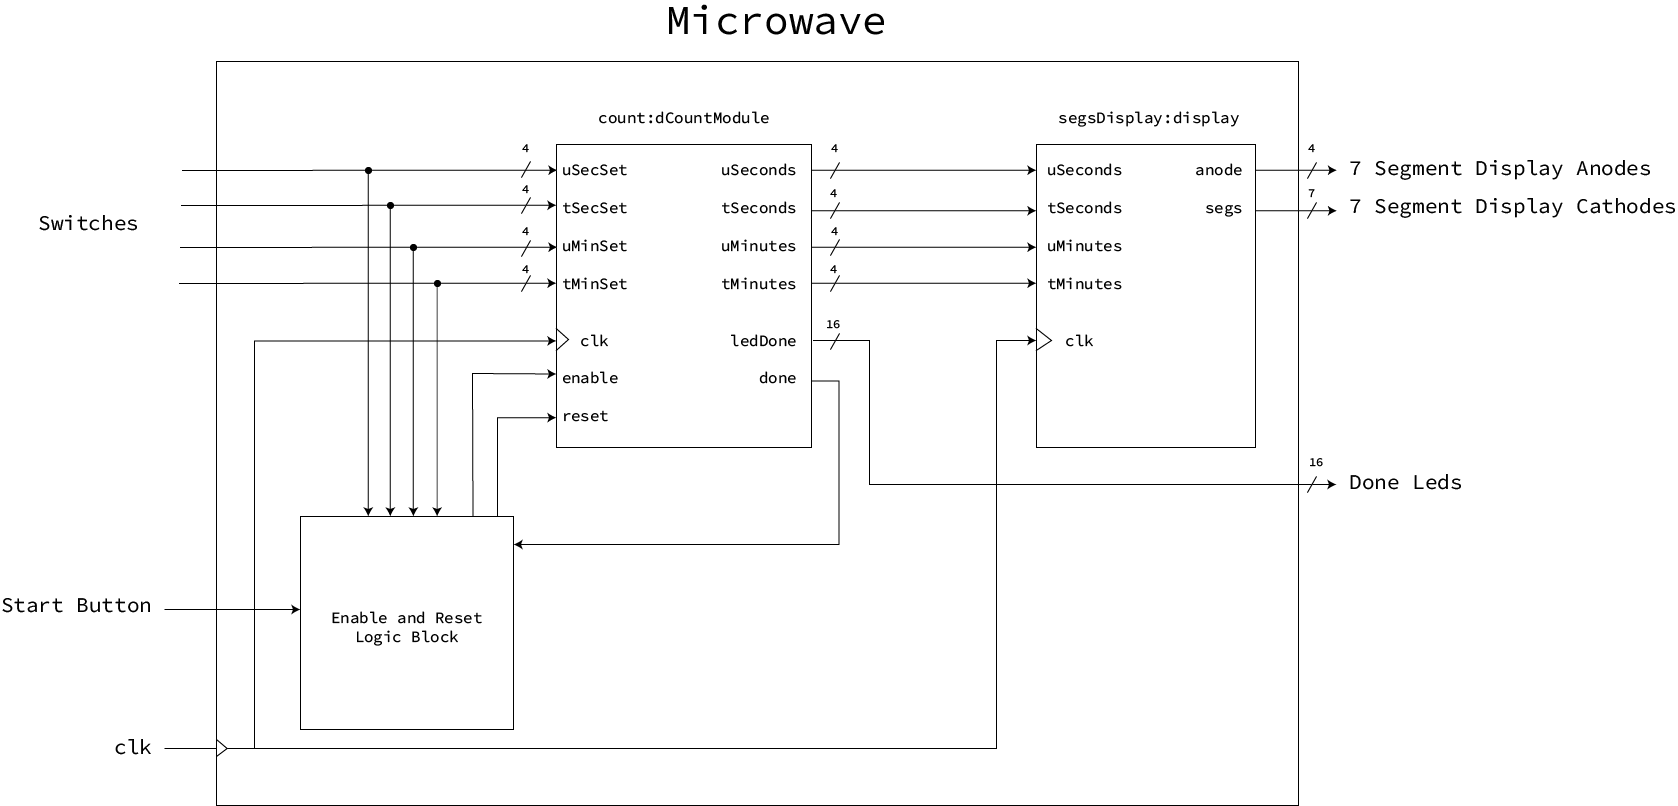 Microwave
count:dCountModule
segsDisplay:display
4
4
4
uSecSet
uSeconds
uSeconds
anode
7 Segment Display Anodes
4
4
7
tSecSet
tSeconds
tSeconds
segs
7 Segment Display Cathodes
Switches
4
4
uMinSet
uMinutes
uMinutes
4
4
tMinSet
tMinutes
tMinutes
16
clk
ledDone
clk
enable
done
reset
16
Done Leds
Start Button
Enable and Reset
Logic Block
clk